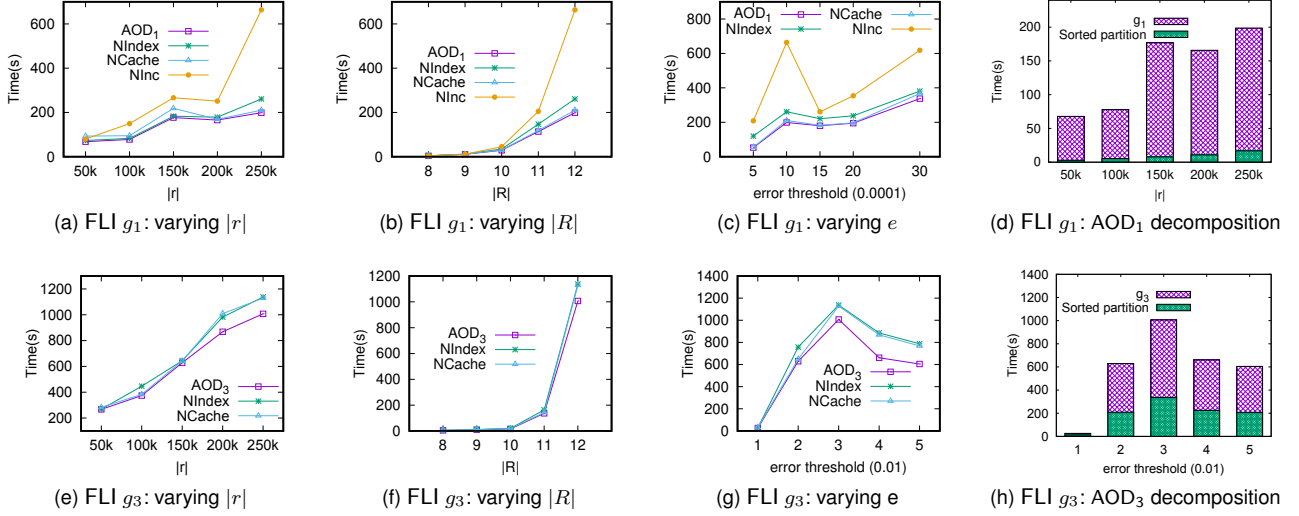 600
400
200
0
Time(s)
50k 100k 150k 200k 250k
|r|
AOD1
NIndex
NCache
NInc
(a) FLI g1: varying |r|
600
400
200
0
Time(s)
8 9 10 11 12
|R|
AOD1
NIndex
NCache
NInc
(b) FLI g1: varying |R|
800
600
400
200
0
Time(s)
5 10 15 20 30
error threshold (0.0001)
AOD1
NIndex
NCache
NInc
(c) FLI g1: varying e
250
200
150
100
50
0
Time(s)
50k 100k 150k 200k 250k
|r|
g1
Sorted partition
(d) FLI g1: AOD1 decomposition
1200
1000
800
600
400
200
Time(s)
50k 100k 150k 200k 250k
|r|
AOD3
NIndex
NCache
(e) FLI g3: varying |r|
1200
1000
800
600
400
200
0
Time(s)
8 9 10 11 12
|R|
AOD3
NIndex
NCache
(f) FLI g3: varying |R|
1400
1200
1000
800
600
400
200
0
Time(s)
1 2 3 4 5
error threshold (0.01)
AOD3
NIndex
NCache
(g) FLI g3: varying e
1400
1200
1000
800
600
400
200
0
Time(s)
1 2 3 4 5
error threshold (0.01)
g3
Sorted partition
(h) FLI g3: AOD3 decomposition